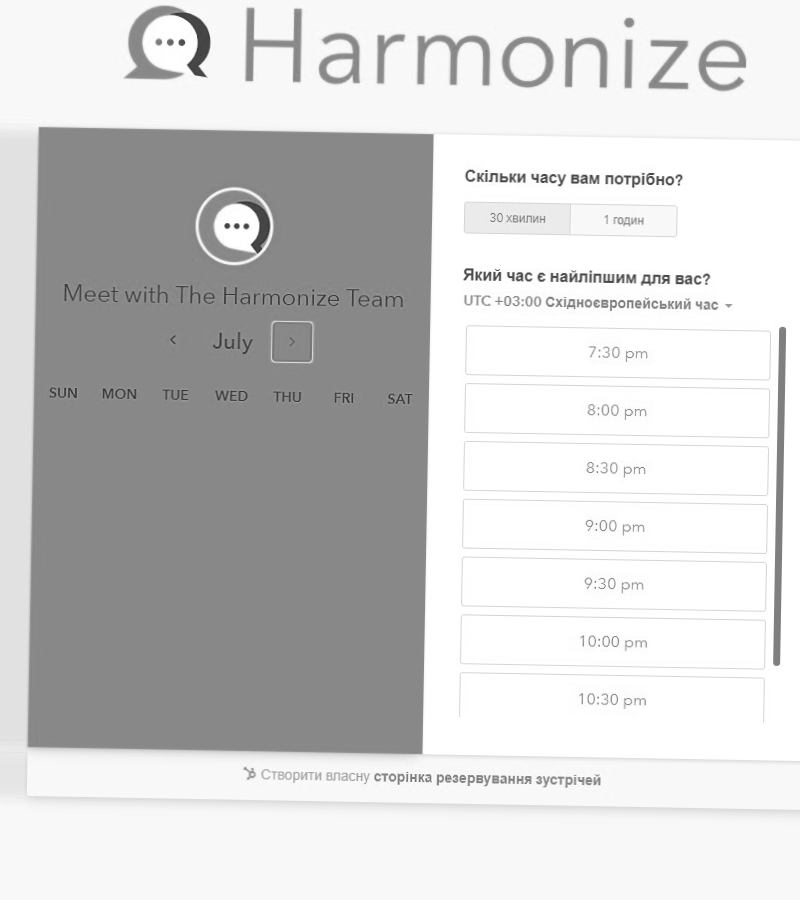 Harmonize
Meet with The Harmonize Team
July
SUN MON TUE WED THU FRI SAT
Скільки часу вам потрібно?
30 хвилин 1 годин
Який час є найліпшим для вас?
UTC +03:00 Східноєвропейський час
7:30 pm
8:00 pm
8:30 pm
9:00 pm
9:30 pm
10:00 pm
10:30 pm
Створити власну сторінка резервування зустрічей